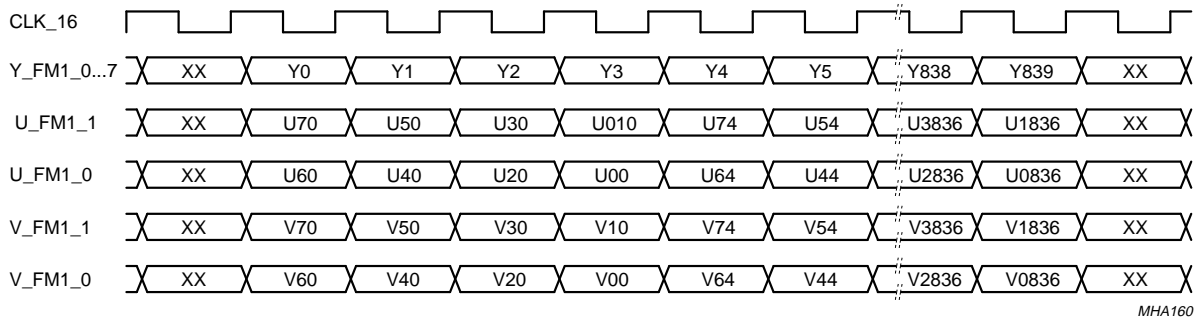 CLK_16
Y_FM1_0...7 XX Y0 Y1 Y2 Y3 Y4 Y5 Y838 Y839 XX
U_FM1_1 XX U70 U50 U30 U010 U74 U54 U3836 U1836 XX
U_FM1_0 XX U60 U40 U20 U00 U64 U44 U2836 U0836 XX
V_FM1_1 XX V70 V50 V30 V10 V74 V54 V3836 V1836 XX
V_FM1_0 XX V60 V40 V20 V00 V64 V44 V2836 V0836 XX
MHA160